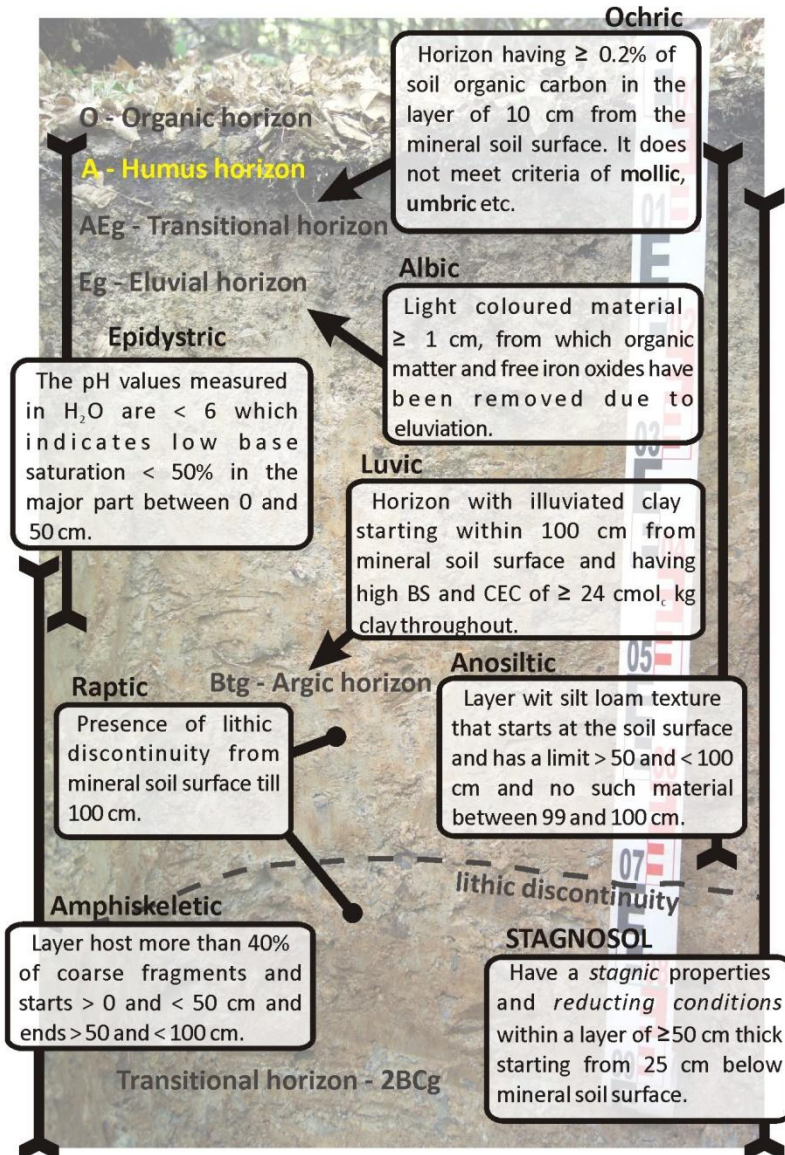 Ochric
Horizon having ≥ 0.2% of
soil organic carbon in the
layer of 10 cm from the
mineral soil surface. It does
not meet criteria of mollic,
umbric etc.
O - Organic horizon
A - Humus horizon
AEg - Transitional horizon
Eg - Eluvial horizon
Albic
Light coloured material
≥ 1 cm, from which organic
matter and free iron oxides have
been removed due to
eluviation.
Epidystric
The pH values measured
in H₂O are < 6 which
indicates low base
saturation < 50% in the
major part between 0 and
50 cm.
Luvic
Horizon with illuviated clay
starting within 100 cm from
mineral soil surface and having
high BS and CEC of ≥ 24 cmol꜀ kg
clay throughout.
Btg - Argic horizon
Raptic
Presence of lithic
discontinuity from
mineral soil surface till
100 cm.
Anosiltic
Layer wit silt loam texture
that starts at the soil surface
and has a limit > 50 and < 100
cm and no such material
between 99 and 100 cm.
lithic discontinuity
Amphiskeletic
Layer host more than 40%
of coarse fragments and
starts > 0 and < 50 cm and
ends > 50 and < 100 cm.
STAGNOSOL
Have a stagnic properties
and reducting conditions
within a layer of ≥50 cm thick
starting from 25 cm below
mineral soil surface.
Transitional horizon - 2BCg
01
03
05
07